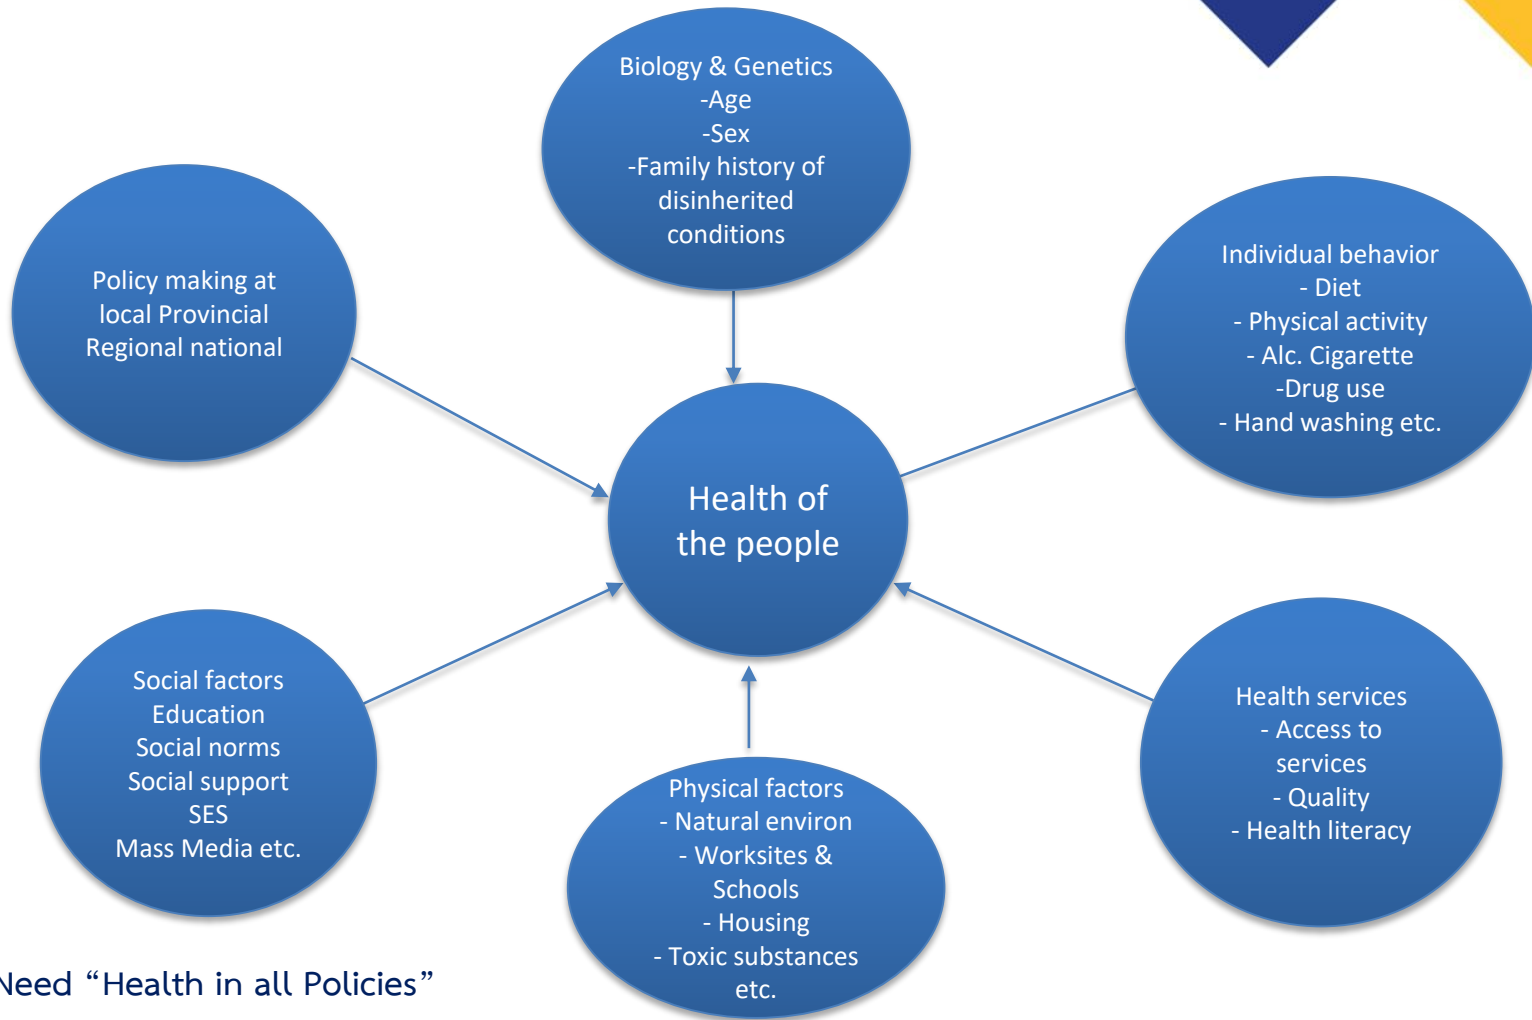 Biology & Genetics
-Age
-Sex
-Family history of
disinherited
conditions
Policy making at
local Provincial
Regional national
Individual behavior
- Diet
- Physical activity
- Alc. Cigarette
-Drug use
- Hand washing etc.
Health of
the people
Social factors
Education
Social norms
Social support
SES
Mass Media etc.
Physical factors
- Natural environ
- Worksites &
Schools
- Housing
- Toxic substances
etc.
Health services
- Access to
services
- Quality
- Health literacy
Need “Health in all Policies”